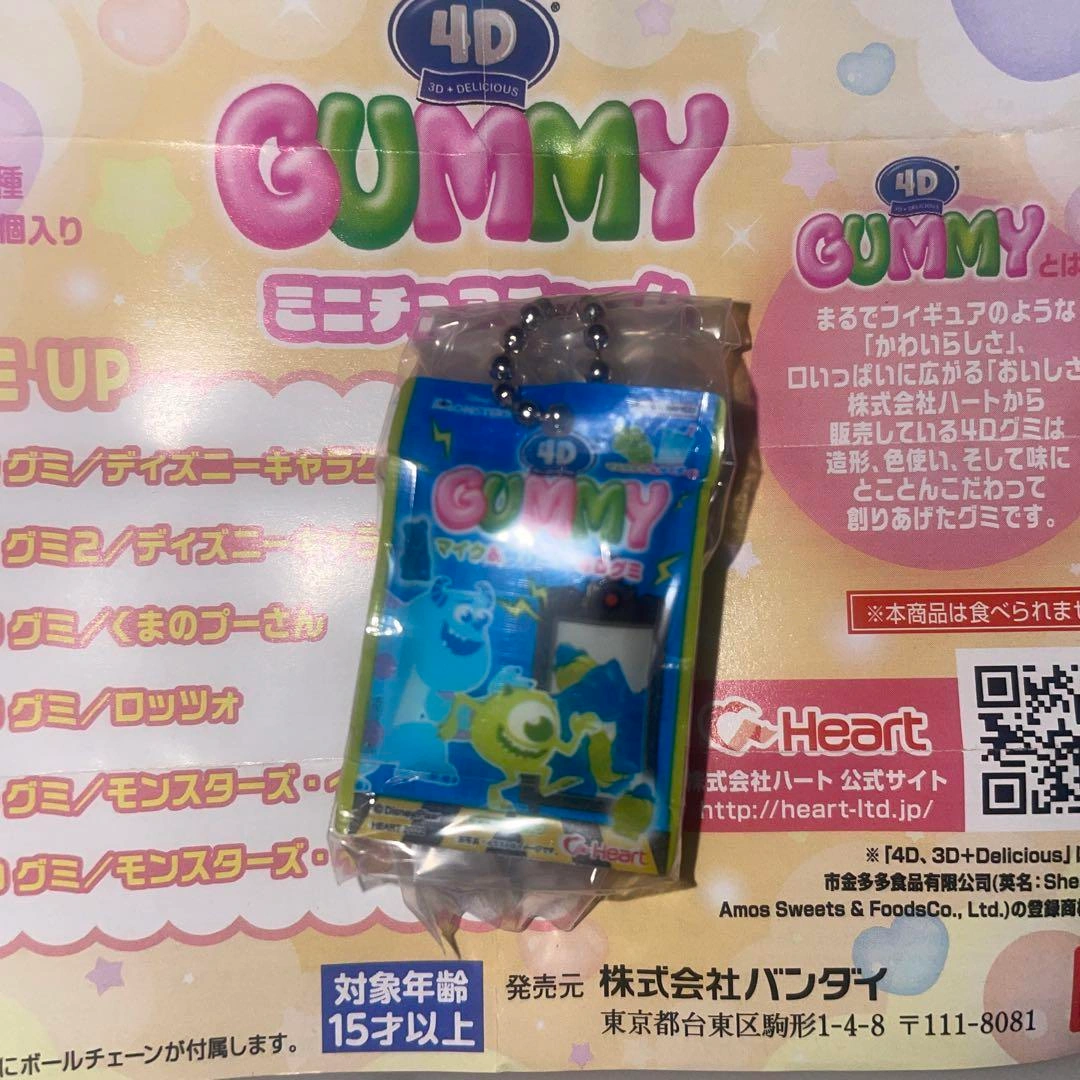 4D®
3D+DELICIOUS
GUMMY
種
個入り
UP
グミ/ディズニーキャラク
グミ2/ディズニー
グミ/くまのプーさん
グミ/ロッツォ
グミ/モンスターズ・
グミ/モンスターズ・
4D®
GUMMYとは
まるでフィギュアのような
「かわいらしさ」、
口いっぱいに広がる「おいしさ
株式会社ハートから
販売している4Dグミは
造形、色使い、そして味に
とことんこだわって
創りあげたグミです。
※本商品は食べられませ
Heart
株式会社ハート 公式サイト
http://heart-ltd.jp/
※「4D、3D+Delicious」
市金多多食品有限公司(英名:She
Amos Sweets & FoodsCo., Ltd.)の登録商
4D
GUMMY
マイク
グミ
© Disney
HEART
Heart
対象年齢
15才以上
発売元 株式会社バンダイ
東京都台東区駒形1-4-8 〒111-8081
にボールチェーンが付属します。